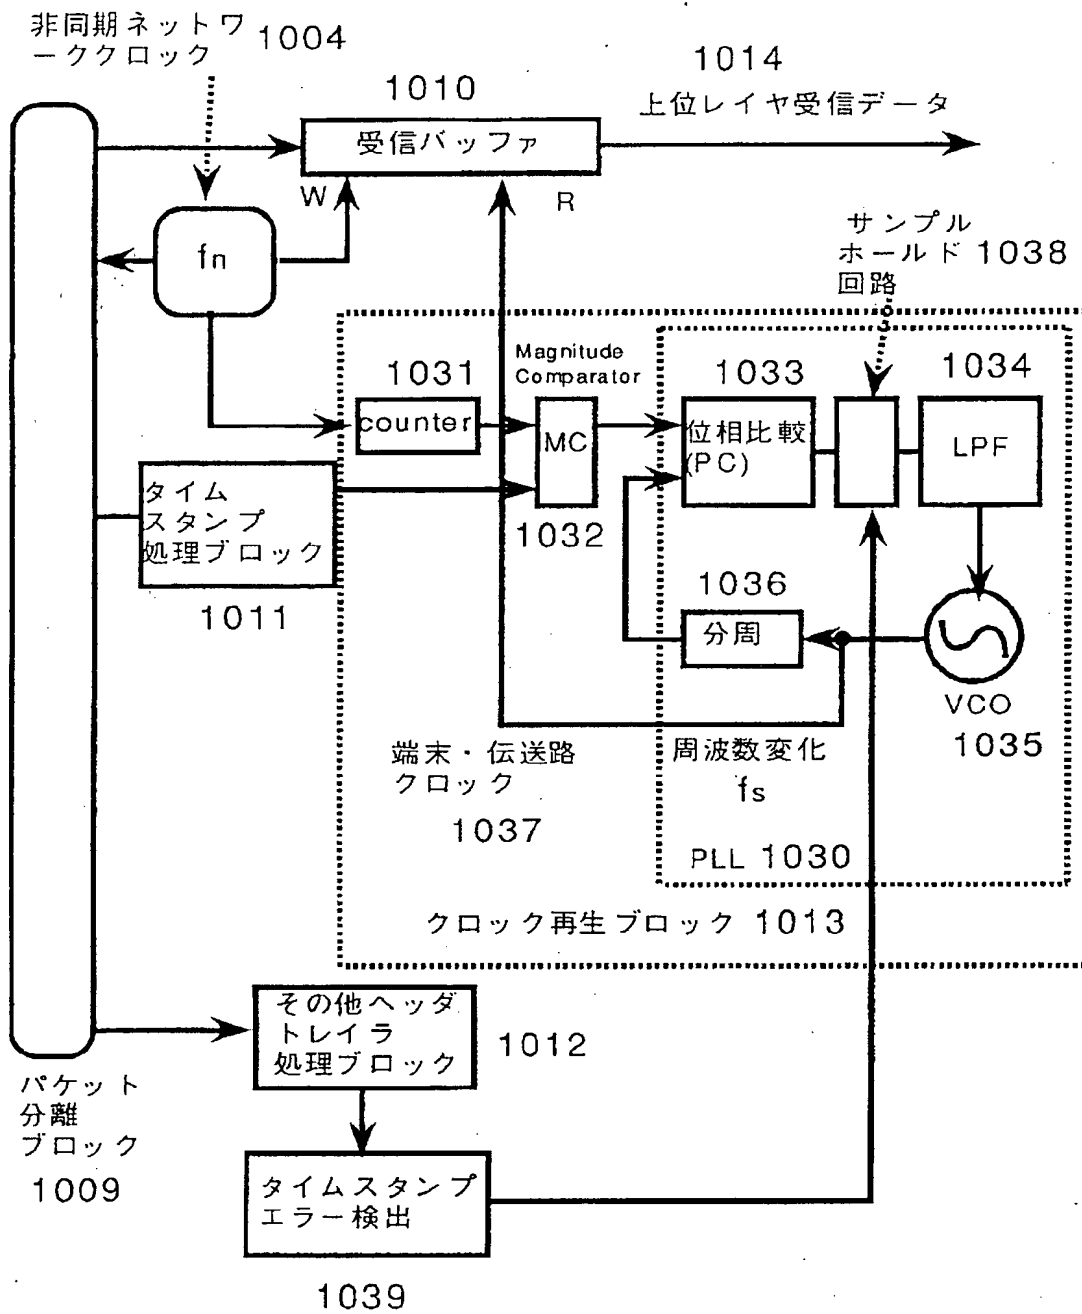 非同期ネットワ
ーククロック
1004
1010
1014
上位レイヤ受信データ
受信バッファ
W
R
fn
サンプル
ホールド
回路
1038
Magnitude
Comparator
1031
counter
MC
1032
1033
位相比較
(PC)
1034
LPF
タイム
スタンプ
処理ブロック
1011
1036
分周
VCO
1035
端末・伝送路
クロック
1037
周波数変化
fs
PLL 1030
クロック再生ブロック 1013
その他ヘッダ
トレイラ
処理ブロック
1012
パケット
分離
ブロック
1009
タイムスタンプ
エラー検出
1039